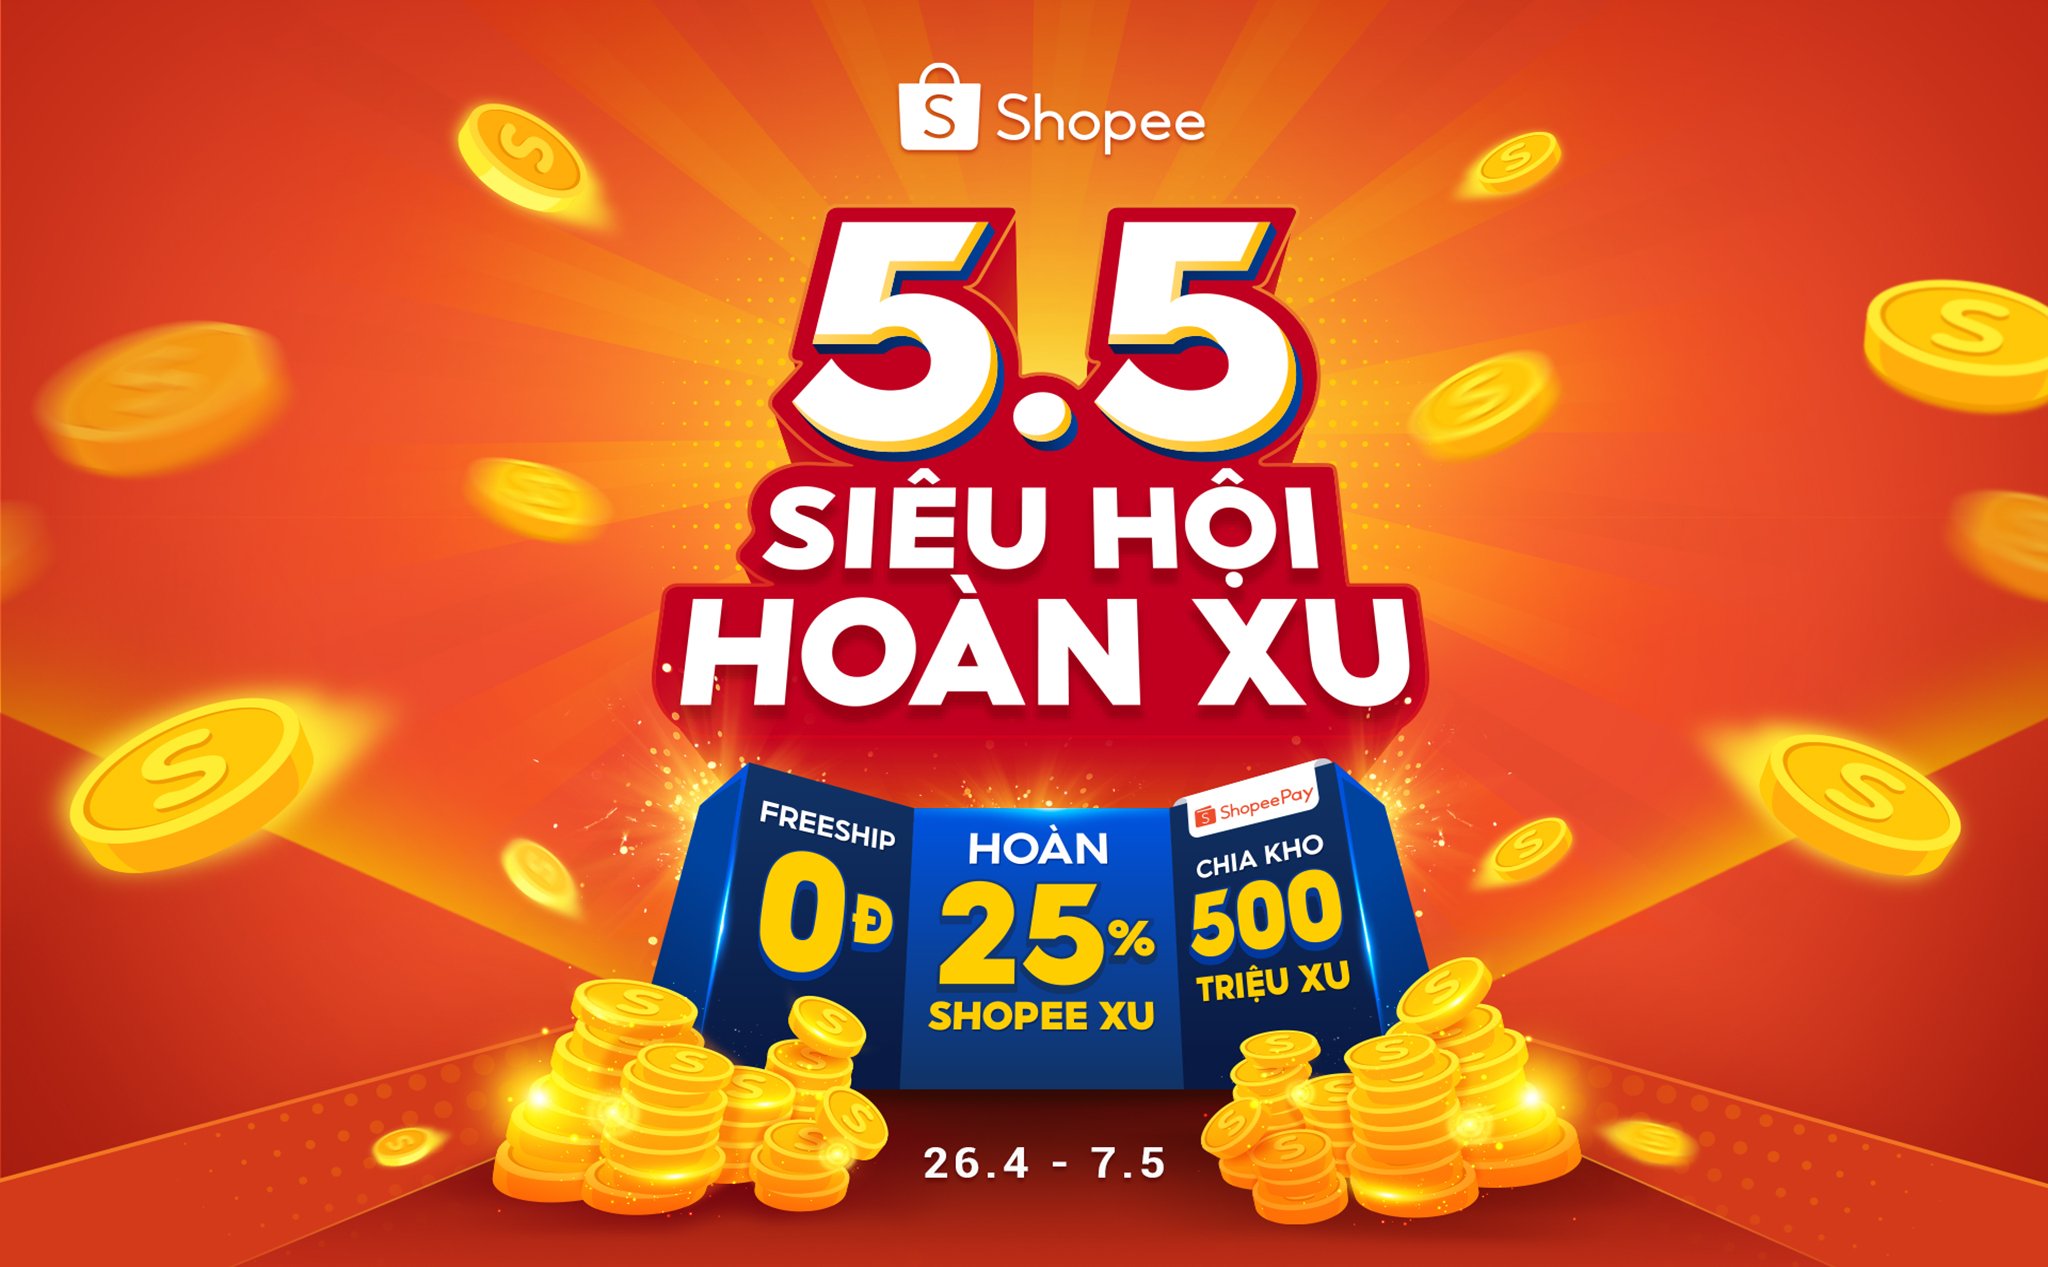 Shopee
5.5
SIÊU HỘI
HOÀN XU
FREESHIP
0Đ
HOÀN
25%
SHOPEE XU
ShopeePay
CHIA KHO
500
TRIỆU XU
26.4 - 7.5